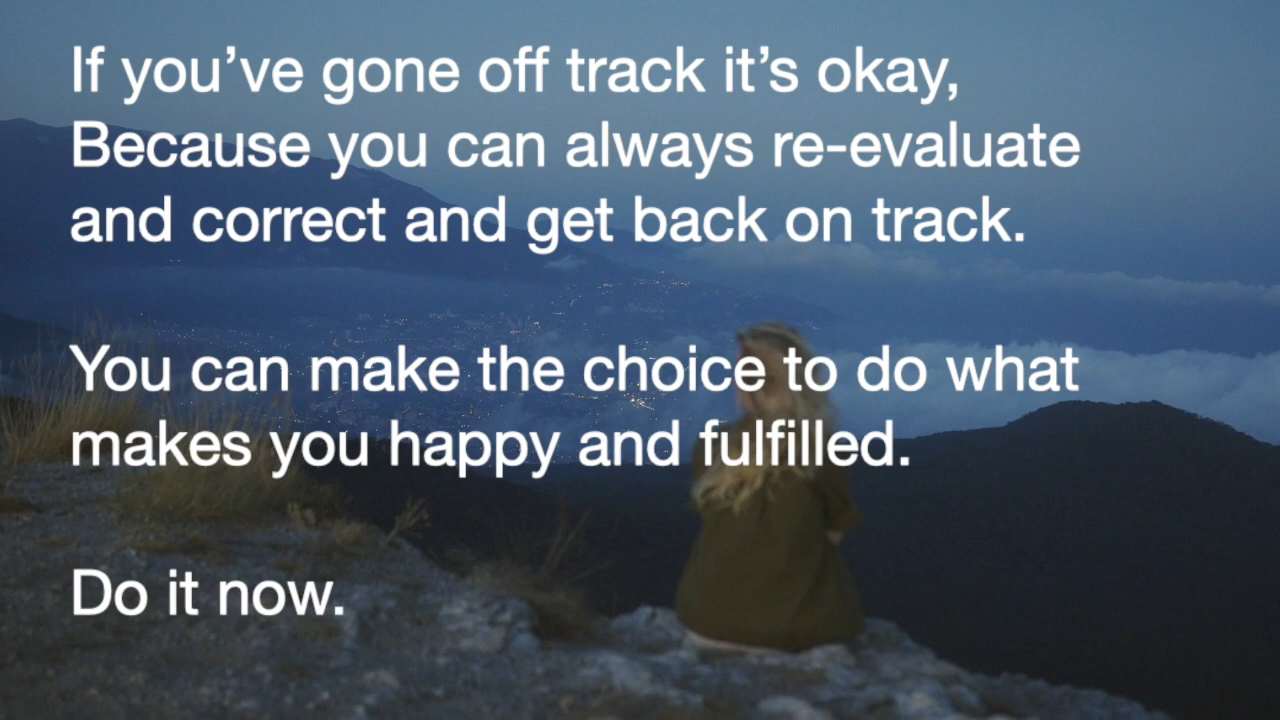 If you’ve gone off track it’s okay,
Because you can always re-evaluate
and correct and get back on track.
You can make the choice to do what
makes you happy and fulfilled.
Do it now.